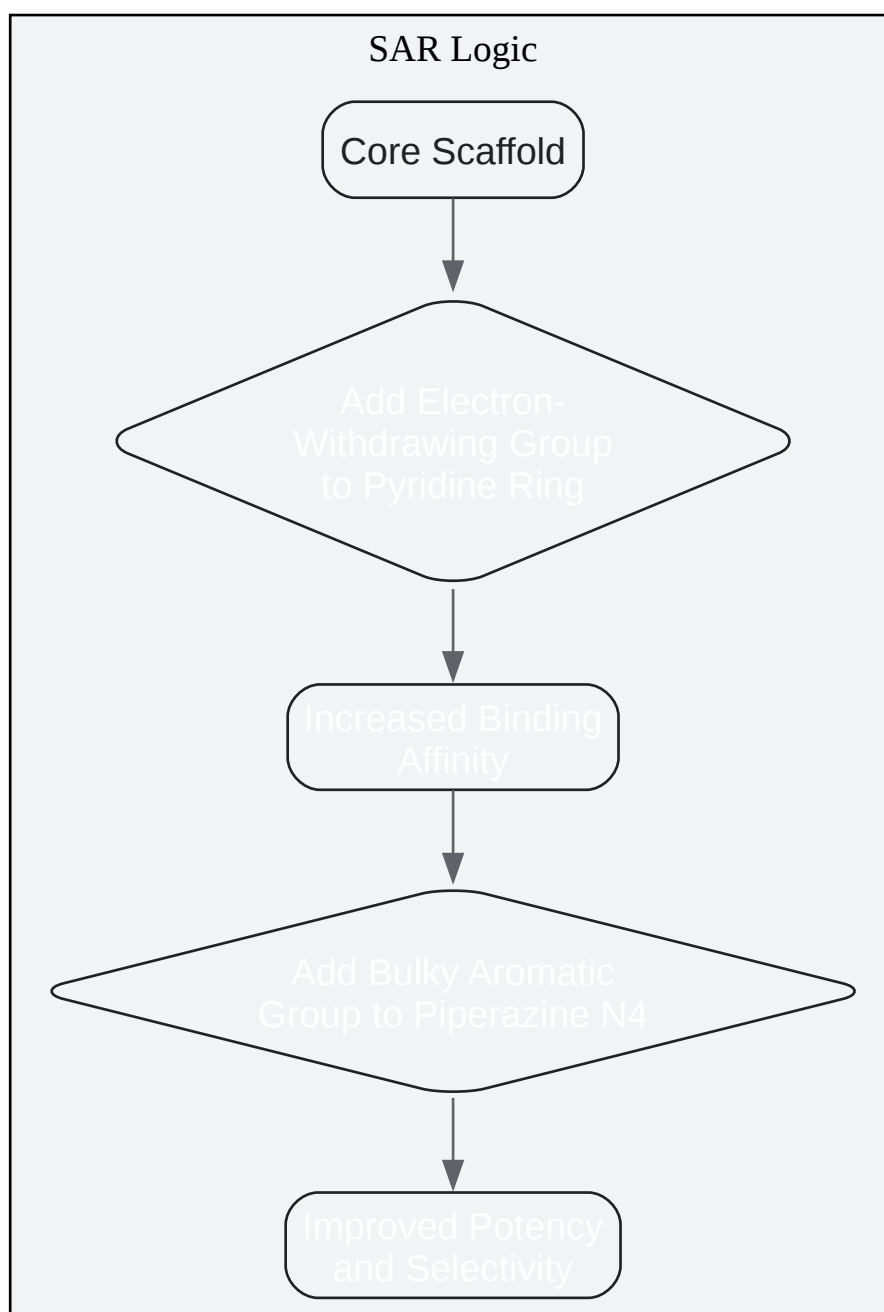 SAR Logic
Core Scaffold
Add Electron-
Withdrawing Group
to Pyridine Ring
Increased Binding
Affinity
Add Bulky Aromatic
Group to Piperazine N4
Improved Potency
and Selectivity